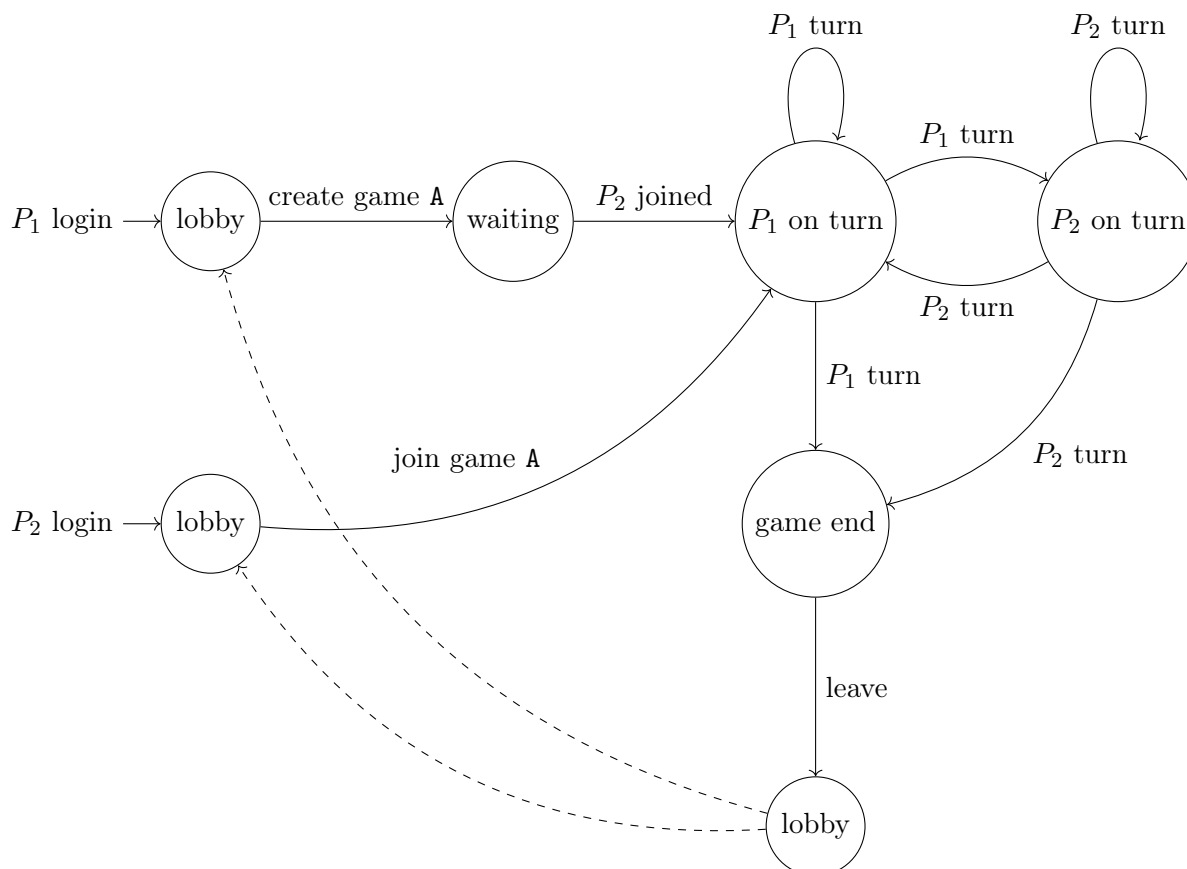 P₁ turn
P₂ turn
P₁ turn
P₁ login
lobby
create game A
waiting
P₂ joined
P₁ on turn
P₂ on turn
P₂ turn
P₁ turn
join game A
P₂ turn
P₂ login
lobby
game end
leave
lobby